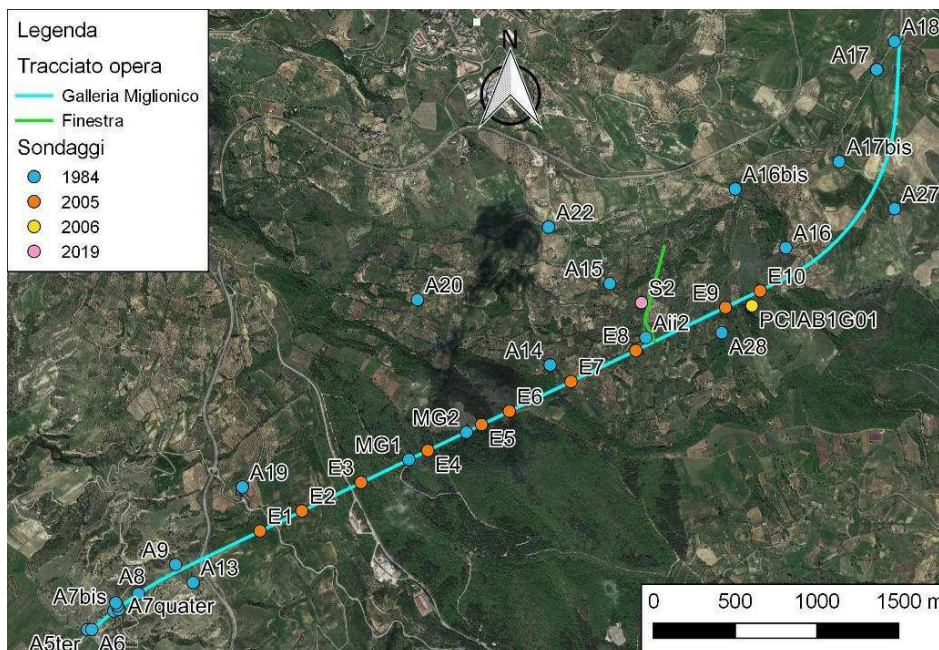 Legenda
Tracciato opera
Galleria Miglionico
Finestra
Sondaggi
1984
2005
2006
2019
N
A18
A17
A17bis
A16bis
A27
A22
A16
A15
E10
A20
S2
E9
PCIAB1G01
Aii2
E8
A28
A14
E7
E6
MG2
E5
MG1
E4
E3
A19
E2
E1
A9
A8
A13
A7bis
A7quater
A5ter
A6
0 500 1000 1500 m